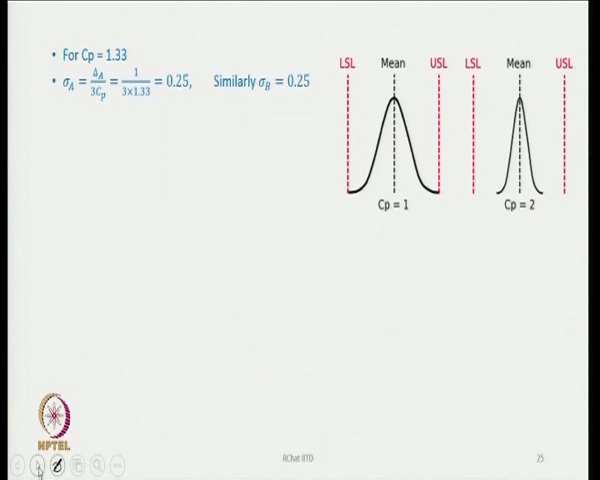 • For Cp = 1.33
• σ_A = Δ_A / 3C_p = 1 / 3×1.33 = 0.25, Similarly σ_B = 0.25
LSL Mean USL LSL Mean USL
Cp = 1 Cp = 2
NPTEL
RChat IITD 25